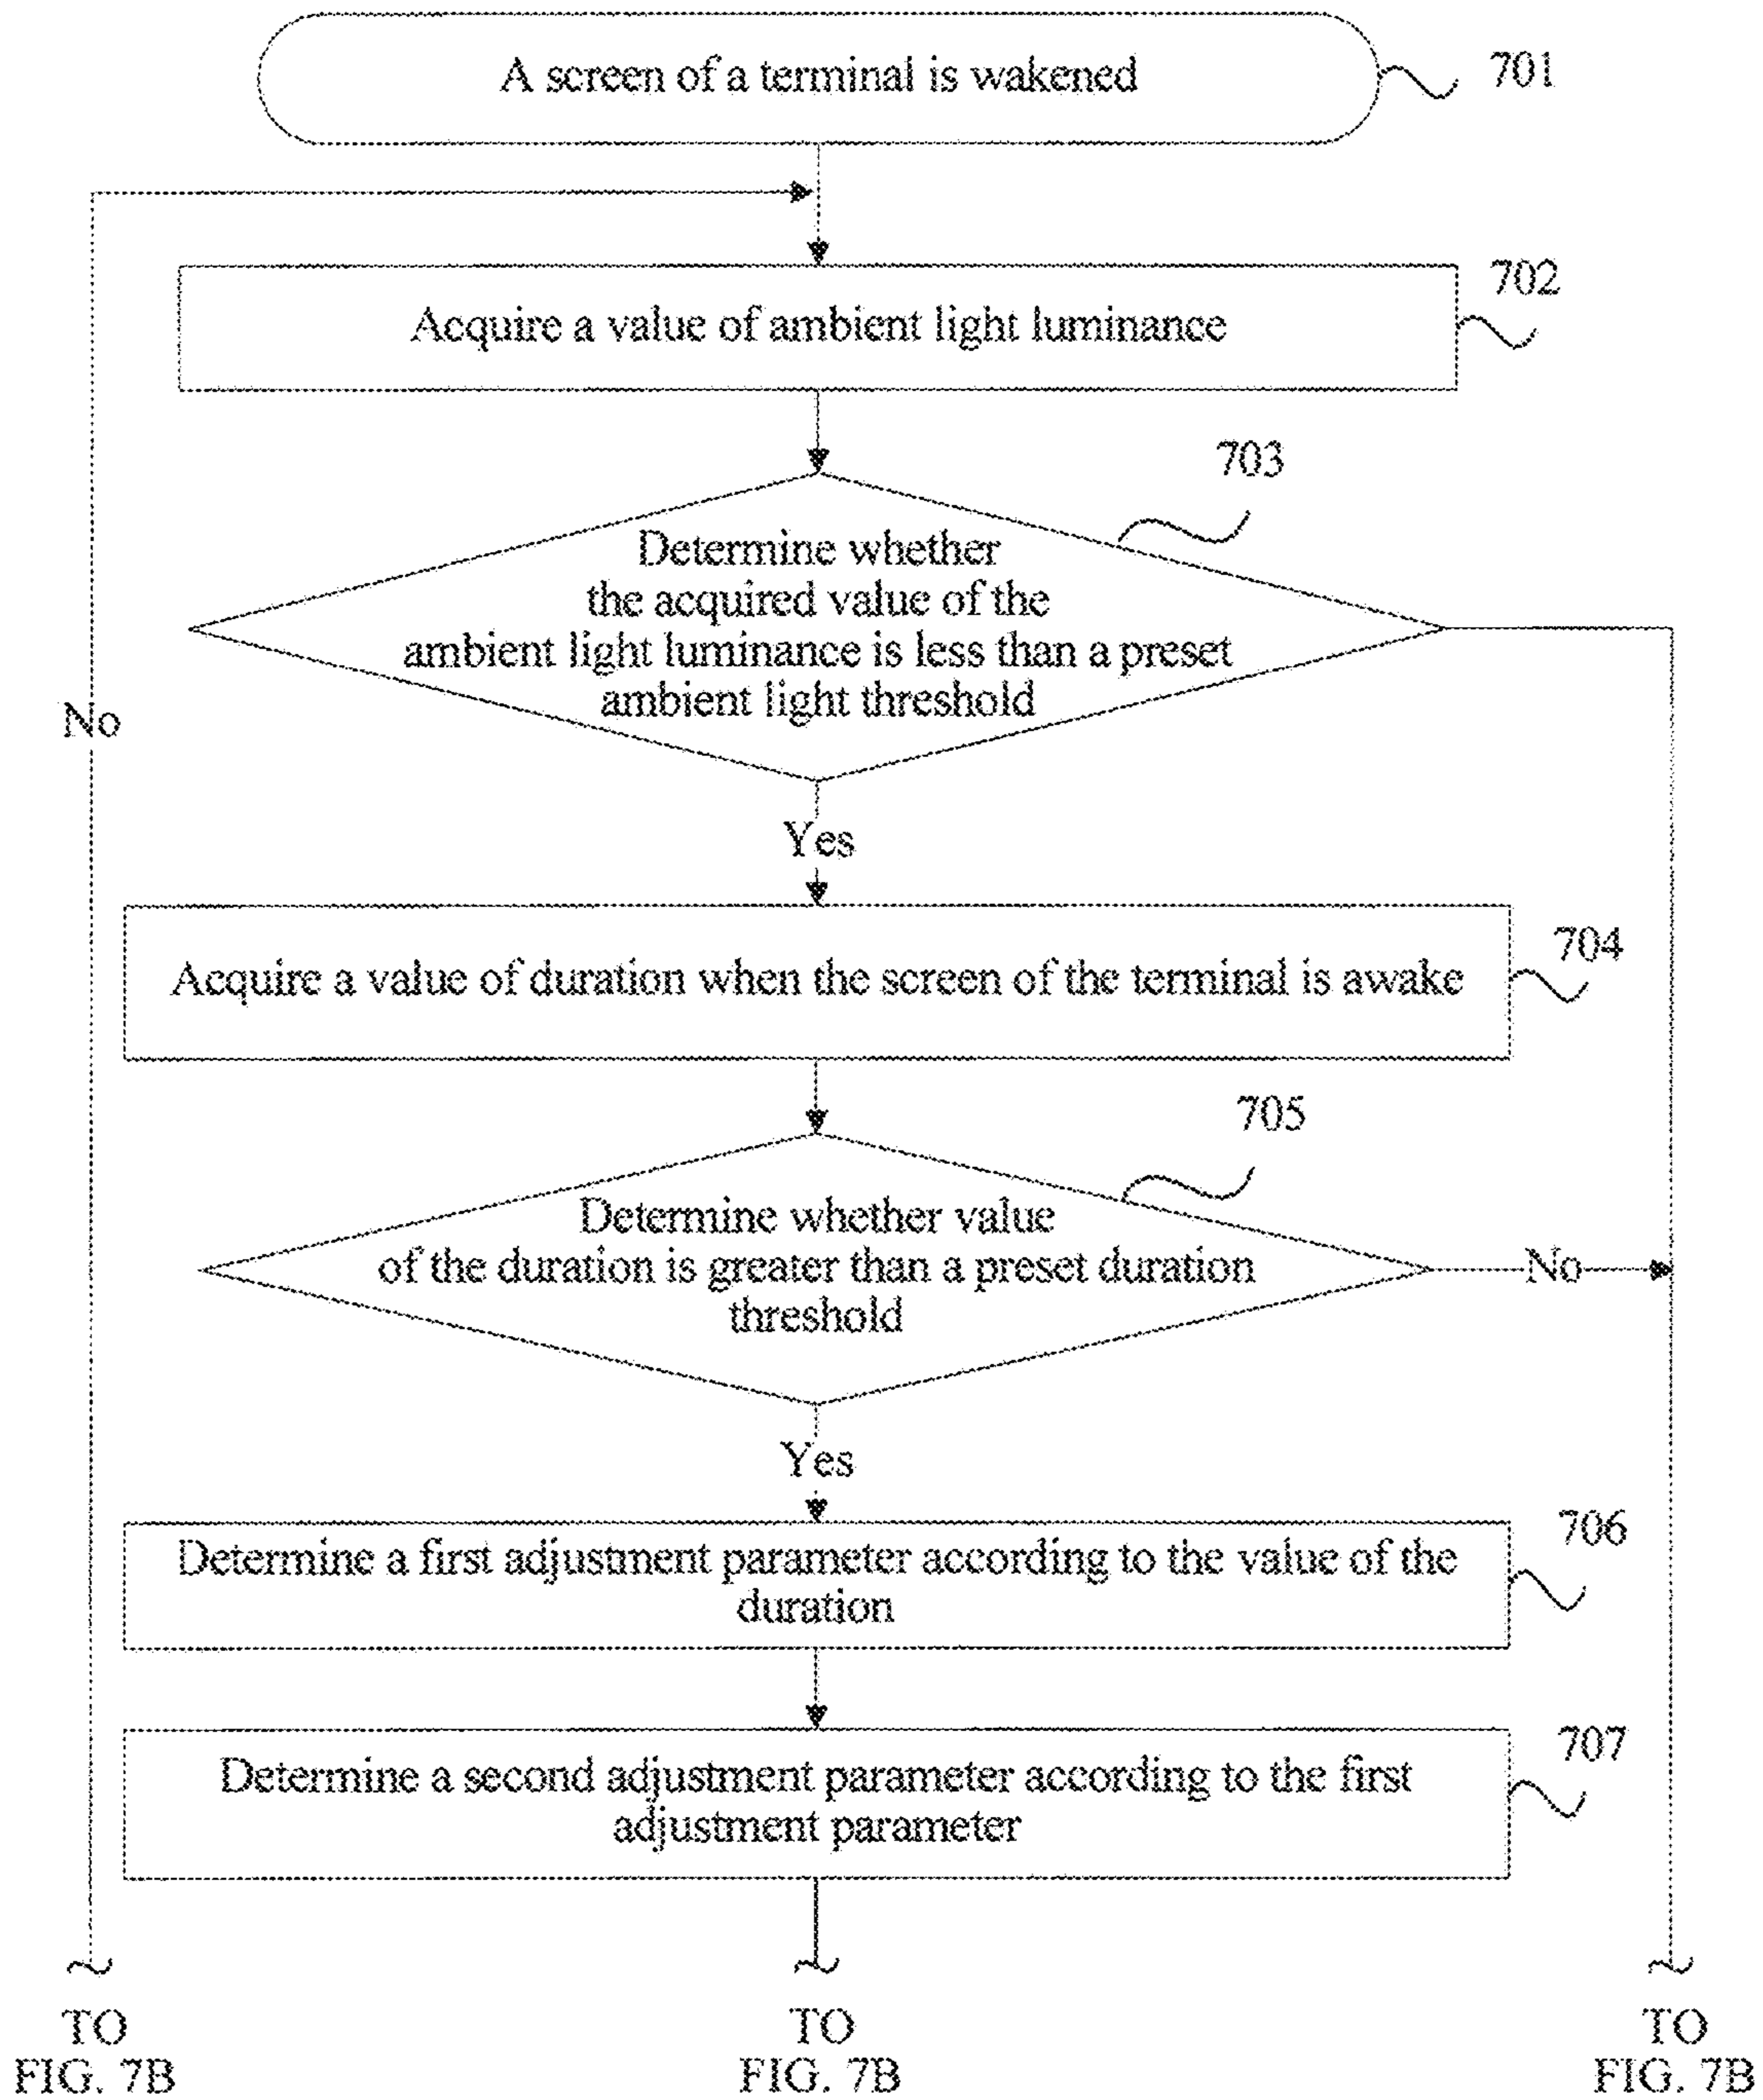 A screen of a terminal is wakened
701
702
Acquire a value of ambient light luminance
703
Determine whether
the acquired value of the
ambient light luminance is less than a preset
ambient light threshold
No
Yes
704
Acquire a value of duration when the screen of the terminal is awake
705
Determine whether value
of the duration is greater than a preset duration
threshold
No
Yes
706
Determine a first adjustment parameter according to the value of the
duration
707
Determine a second adjustment parameter according to the first
adjustment parameter
TO
FIG. 7B
TO
FIG. 7B
TO
FIG. 7B